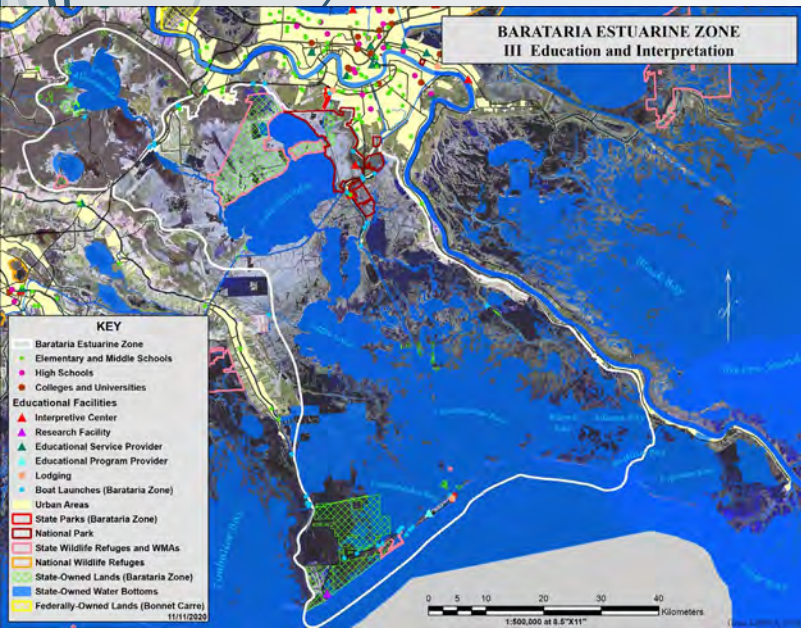 BARATARIA ESTUARINE ZONE
III Education and Interpretation
KEY
Barataria Estuarine Zone
Elementary and Middle Schools
High Schools
Colleges and Universities
Educational Facilities
Interpretive Center
Research Facility
Educational Service Provider
Educational Program Provider
Lodging
Boat Launches (Barataria Zone)
Urban Areas
State Parks (Barataria Zone)
National Park
State Wildlife Refuges and WMAs
National Wildlife Refuges
State-Owned Lands (Barataria Zone)
State-Owned Water Bottoms
Federally-Owned Lands (Bonnet Carre)
11/11/2020
0 5 10 20 30 40
Kilometers
1:500,000 at 8.5"X11"